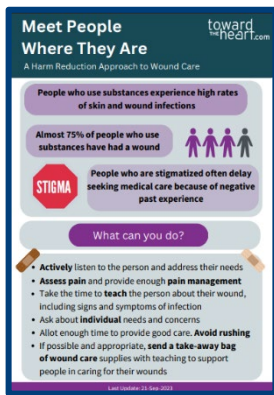 Meet People
Where They Are
toward
THE heart.com
A Harm Reduction Approach to Wound Care
People who use substances experience high rates
of skin and wound infections
Almost 75% of people who use
substances have had a wound
STIGMA
People who are stigmatized often delay
seeking medical care because of negative
past experience
What can you do?
• Actively listen to the person and address their needs
• Assess pain and provide enough pain management
• Take the time to teach the person about their wound,
including signs and symptoms of infection
• Ask about individual needs and concerns
• Allot enough time to provide good care. Avoid rushing
• If possible and appropriate, send a take-away bag
of wound care supplies with teaching to support
people in caring for their wounds
Last Update: 21-Sep-2023